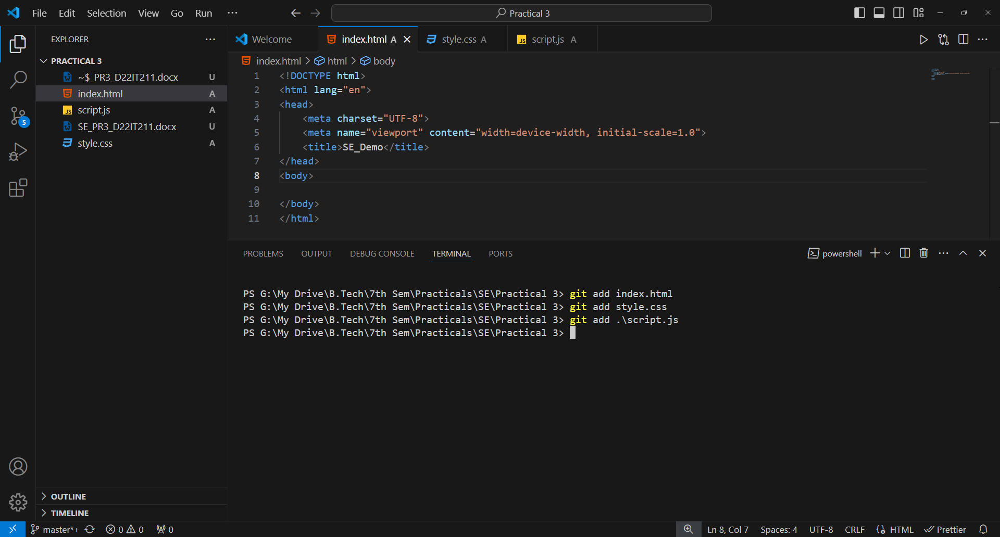 File Edit Selection View Go Run ··· Practical 3
EXPLORER ···
PRACTICAL 3
~$_PR3_D22IT211.docx U
index.html A
script.js A
SE_PR3_D22IT211.docx U
style.css A
5
OUTLINE
TIMELINE
Welcome index.html A style.css A JS script.js A
index.html > html > body
1 <!DOCTYPE html>
2 <html lang="en">
3 <head>
4 <meta charset="UTF-8">
5 <meta name="viewport" content="width=device-width, initial-scale=1.0">
6 <title>SE_Demo</title>
7 </head>
8 <body>
9
10 </body>
11 </html>
PROBLEMS OUTPUT DEBUG CONSOLE TERMINAL PORTS powershell
PS G:\My Drive\B.Tech\7th Sem\Practicals\SE\Practical 3> git add index.html
PS G:\My Drive\B.Tech\7th Sem\Practicals\SE\Practical 3> git add style.css
PS G:\My Drive\B.Tech\7th Sem\Practicals\SE\Practical 3> git add .\script.js
PS G:\My Drive\B.Tech\7th Sem\Practicals\SE\Practical 3>
master*+ 0 0 0 Ln 8, Col 7 Spaces: 4 UTF-8 CRLF HTML Prettier